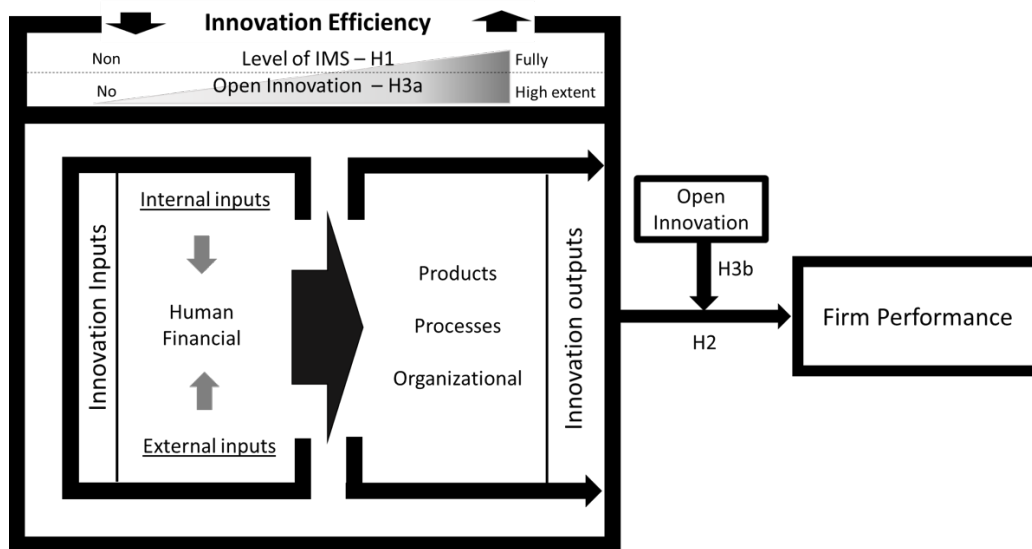 Innovation Efficiency
Non
Level of IMS – H1
Fully
No
Open Innovation – H3a
High extent
Innovation Inputs
Internal inputs
Human
Financial
External inputs
Products
Processes
Organizational
Innovation outputs
Open
Innovation
H3b
H2
Firm Performance